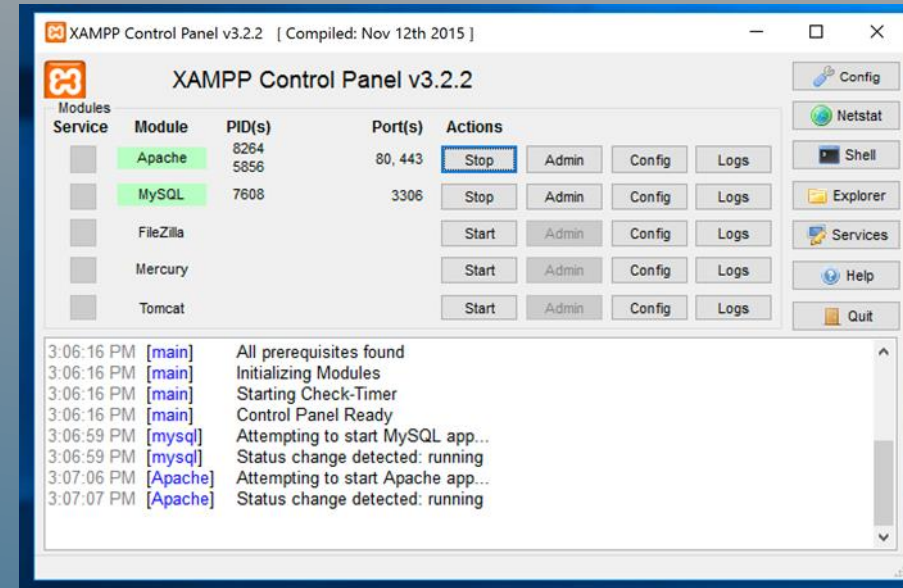 XAMPP Control Panel v3.2.2 [ Compiled: Nov 12th 2015 ]
XAMPP Control Panel v3.2.2
Config
Netstat
Shell
Explorer
Services
Help
Quit
Modules
Service Module PID(s) Port(s) Actions
Apache 8264 5856 80, 443 Stop Admin Config Logs
MySQL 7608 3306 Stop Admin Config Logs
FileZilla Start Admin Config Logs
Mercury Start Admin Config Logs
Tomcat Start Admin Config Logs
3:06:16 PM [main] All prerequisites found
3:06:16 PM [main] Initializing Modules
3:06:16 PM [main] Starting Check-Timer
3:06:16 PM [main] Control Panel Ready
3:06:59 PM [mysql] Attempting to start MySQL app...
3:06:59 PM [mysql] Status change detected: running
3:07:06 PM [Apache] Attempting to start Apache app...
3:07:07 PM [Apache] Status change detected: running